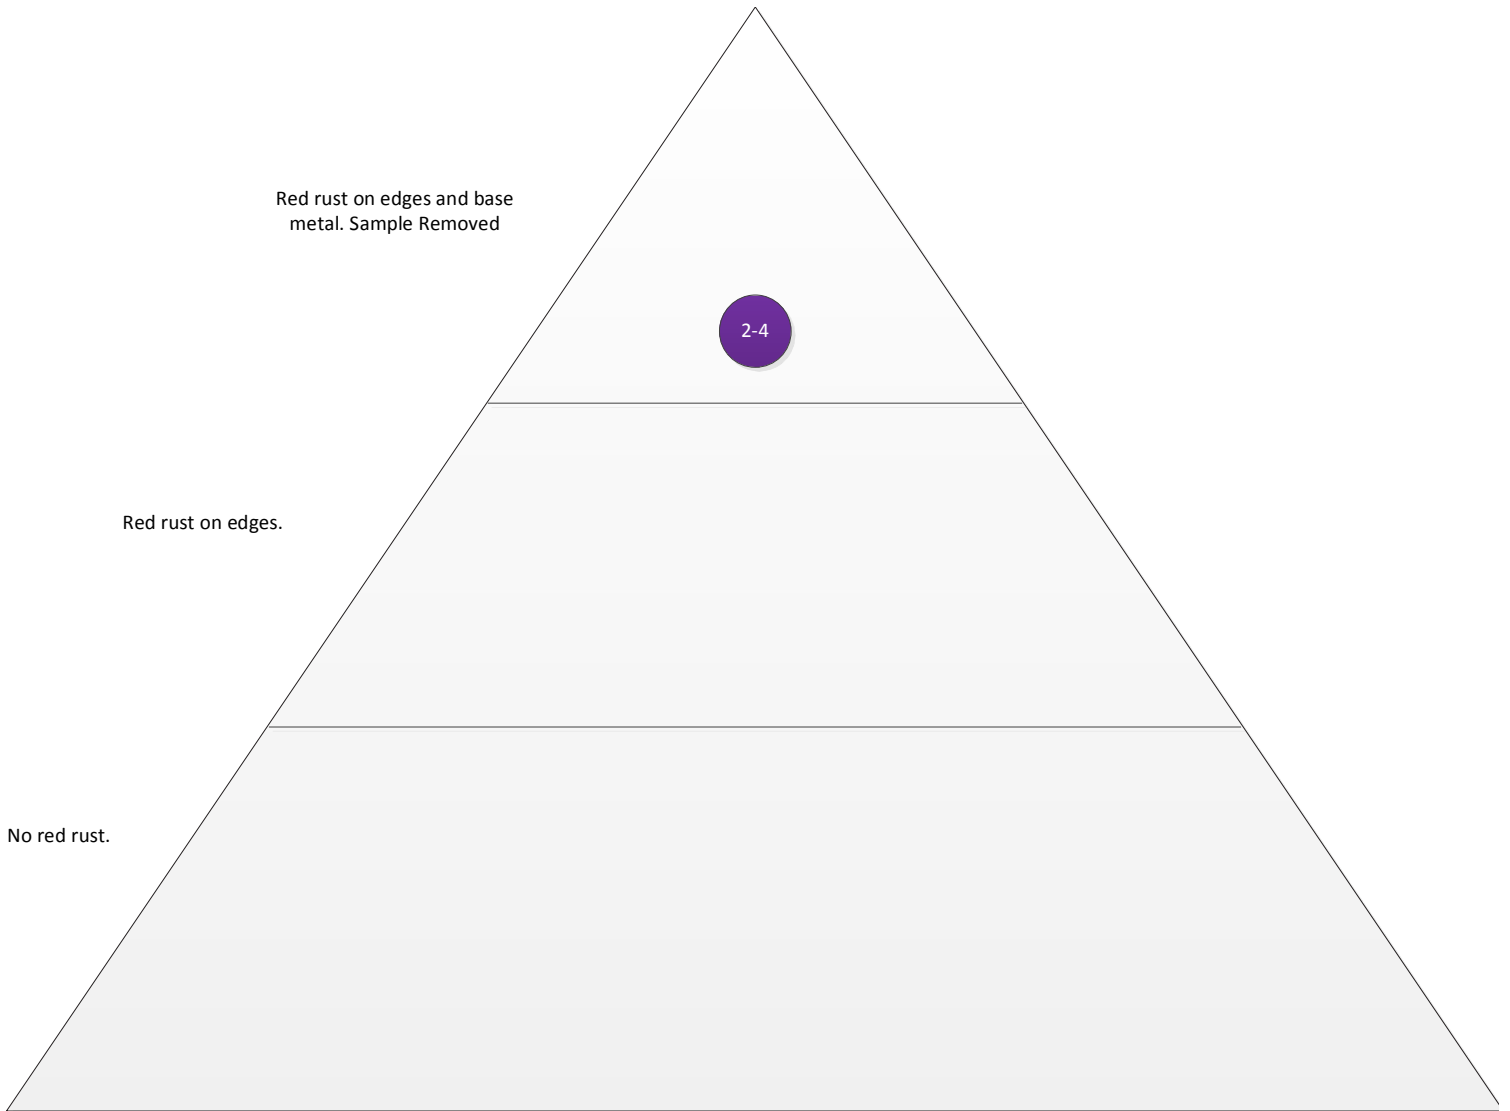 Red rust on edges and base
metal. Sample Removed
2-4
Red rust on edges.
No red rust.